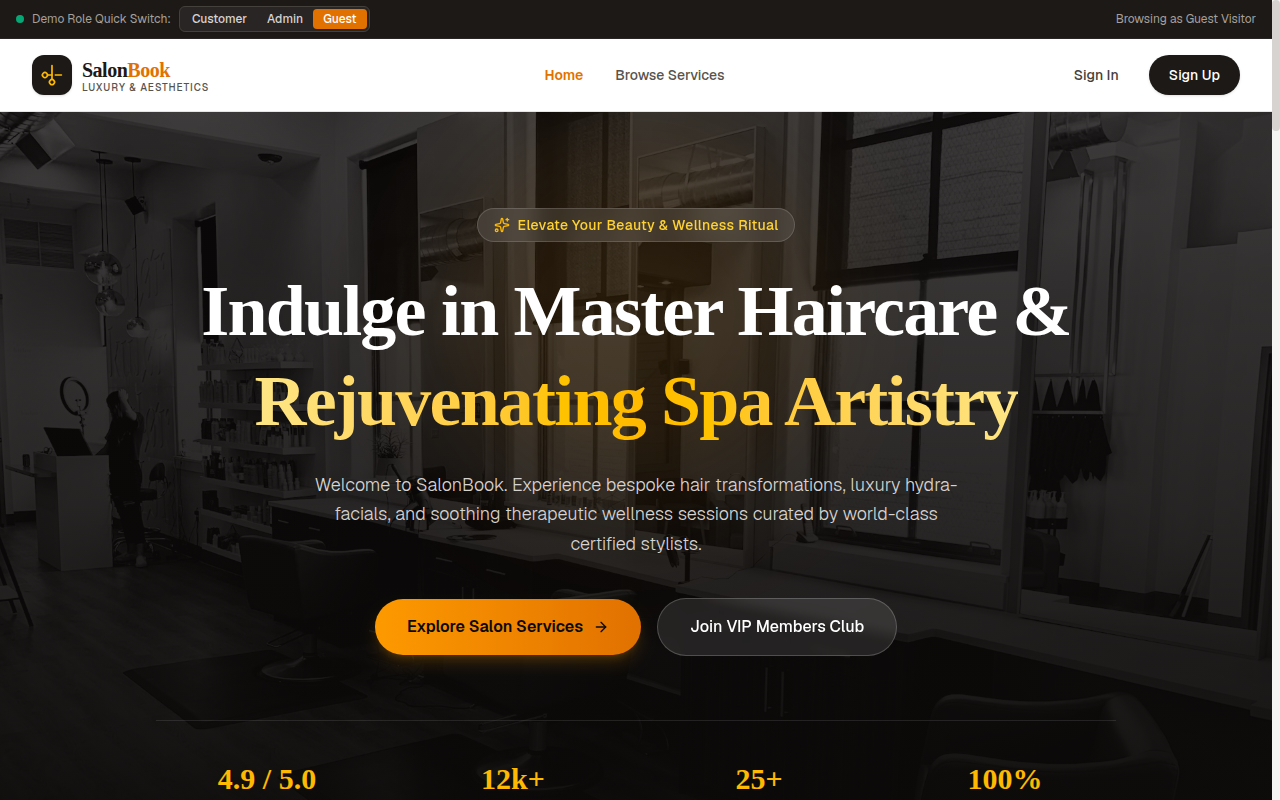 Demo Role Quick Switch: Customer Admin Guest Browsing as Guest Visitor
SalonBook
LUXURY & AESTHETICS
Home Browse Services Sign In Sign Up
Elevate Your Beauty & Wellness Ritual
Indulge in Master Haircare &
Rejuvenating Spa Artistry
Welcome to SalonBook. Experience bespoke hair transformations, luxury hydra-
facials, and soothing therapeutic wellness sessions curated by world-class
certified stylists.
Explore Salon Services → Join VIP Members Club
4.9 / 5.0 12k+ 25+ 100%